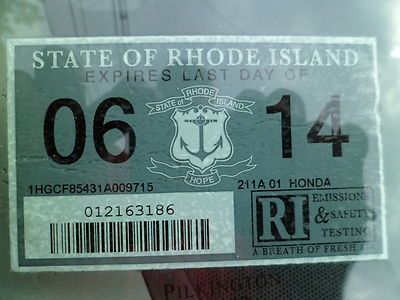 STATE OF RHODE ISLAND
EXPIRES LAST DAY OF
06
STATE of RHODE ISLAND
HOPE
14
1HGCF85431A009715
211A 01 HONDA
012163186
RI
EMISSIONS
& SAFETY
TESTING
A BREATH OF FRESH
PILKINGTON